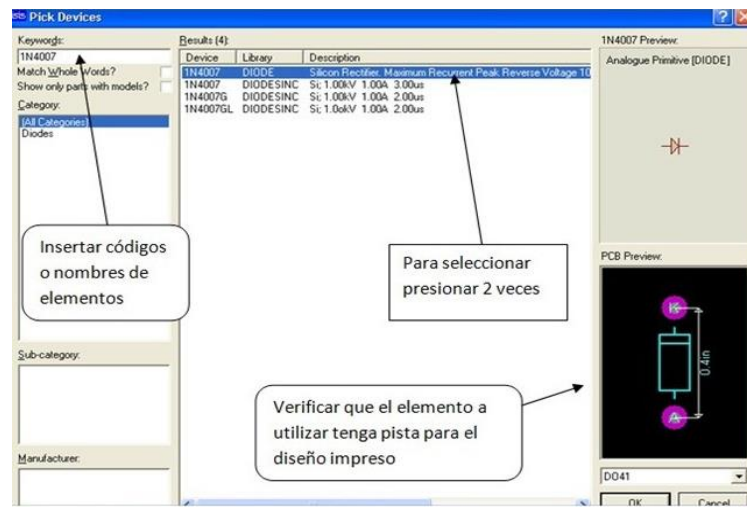 isis Pick Devices
Keywords:
1N4007
Match Whole Words?
Show only parts with models?
Category:
(All Categories)
Diodes
Insertar códigos
o nombres de
elementos
Sub-category:
Manufacturer:
Results (4):
Device Library Description
1N4007 DIODE Silicon Rectifier. Maximum Recurrent Peak Reverse Voltage 10
1N4007 DIODESINC Si; 1.00kV 1.00A 3.00us
1N4007G DIODESINC Si; 1.00kV 1.00A 2.00us
1N4007GL DIODESINC Si; 1.0okV 1.00A 2.00us
Para seleccionar
presionar 2 veces
Verificar que el elemento a
utilizar tenga pista para el
diseño impreso
1N4007 Preview:
Analogue Primitive [DIODE]
PCB Preview:
K
0.4in
A
DO41
OK Cancel